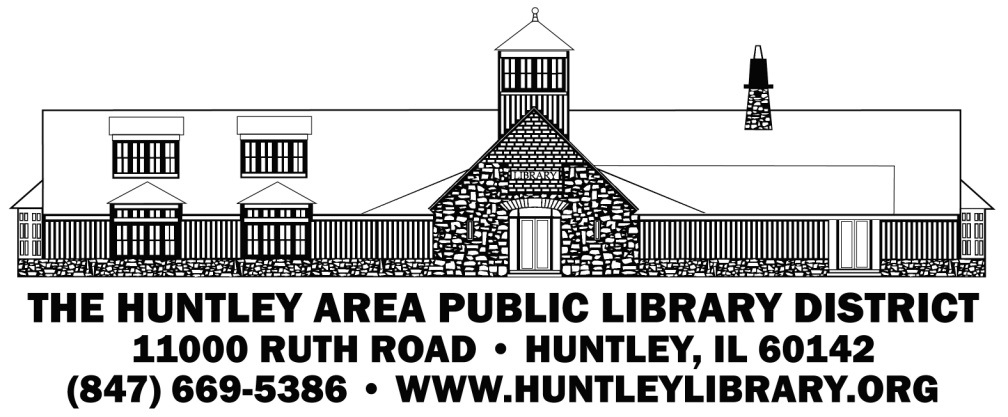 LIBRARY
THE HUNTLEY AREA PUBLIC LIBRARY DISTRICT
11000 RUTH ROAD • HUNTLEY, IL 60142
(847) 669-5386 • WWW.HUNTLEYLIBRARY.ORG